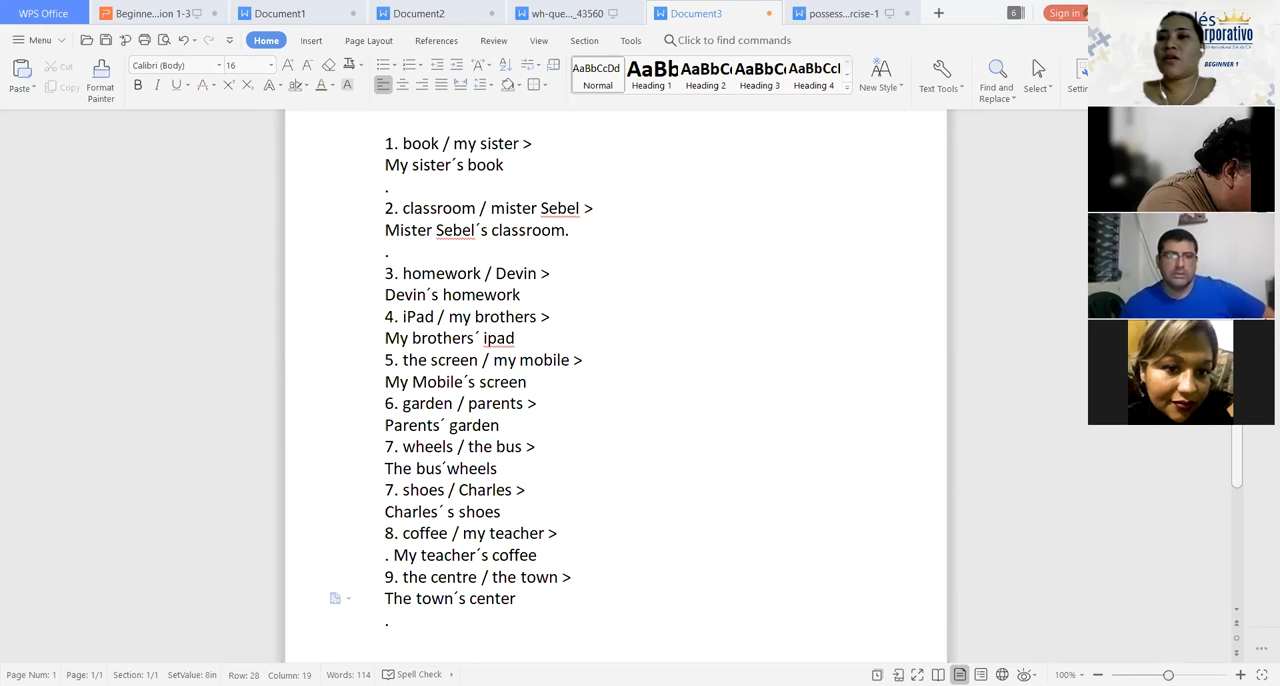 WPS Office
Beginne...ion 1-3
Document1
Document2
wh-que..._43560
Document3
possess...rcise-1
6
Sign in
Menu
Home
Insert
Page Layout
References
Review
View
Section
Tools
Click to find commands
Paste
Cut
Copy
Format
Painter
Calibri (Body)
16
AaBbCcDd
Normal
Heading 1
Heading 2
Heading 3
Heading 4
New Style
Text Tools
Find and
Replace
Select
BEGINNER 1
1. book / my sister >
My sister´s book
.
2. classroom / mister Sebel >
Mister Sebel´s classroom.
.
3. homework / Devin >
Devin´s homework
4. iPad / my brothers >
My brothers´ ipad
5. the screen / my mobile >
My Mobile´s screen
6. garden / parents >
Parents´ garden
7. wheels / the bus >
The bus´wheels
7. shoes / Charles >
Charles´ s shoes
8. coffee / my teacher >
. My teacher´s coffee
9. the centre / the town >
The town´s center
.
Page Num: 1 Page: 1/1 Section: 1/1 SetValue: 8in Row: 28 Column: 19 Words: 114 Spell Check
100%